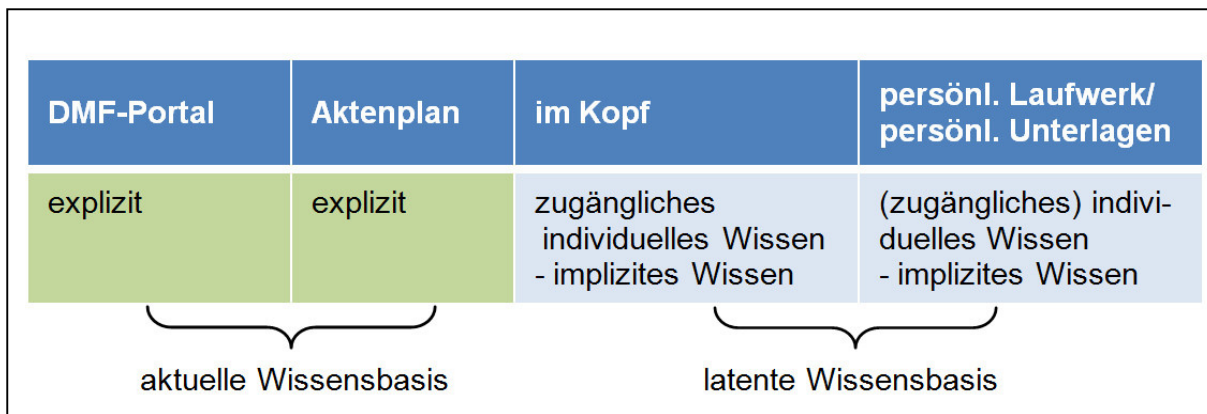 DMF-Portal
Aktenplan
im Kopf
persönl. Laufwerk/
persönl. Unterlagen
explizit
explizit
zugängliches
individuelles Wissen
- implizites Wissen
(zugängliches) indivi-
duelles Wissen
- implizites Wissen
aktuelle Wissensbasis
latente Wissensbasis